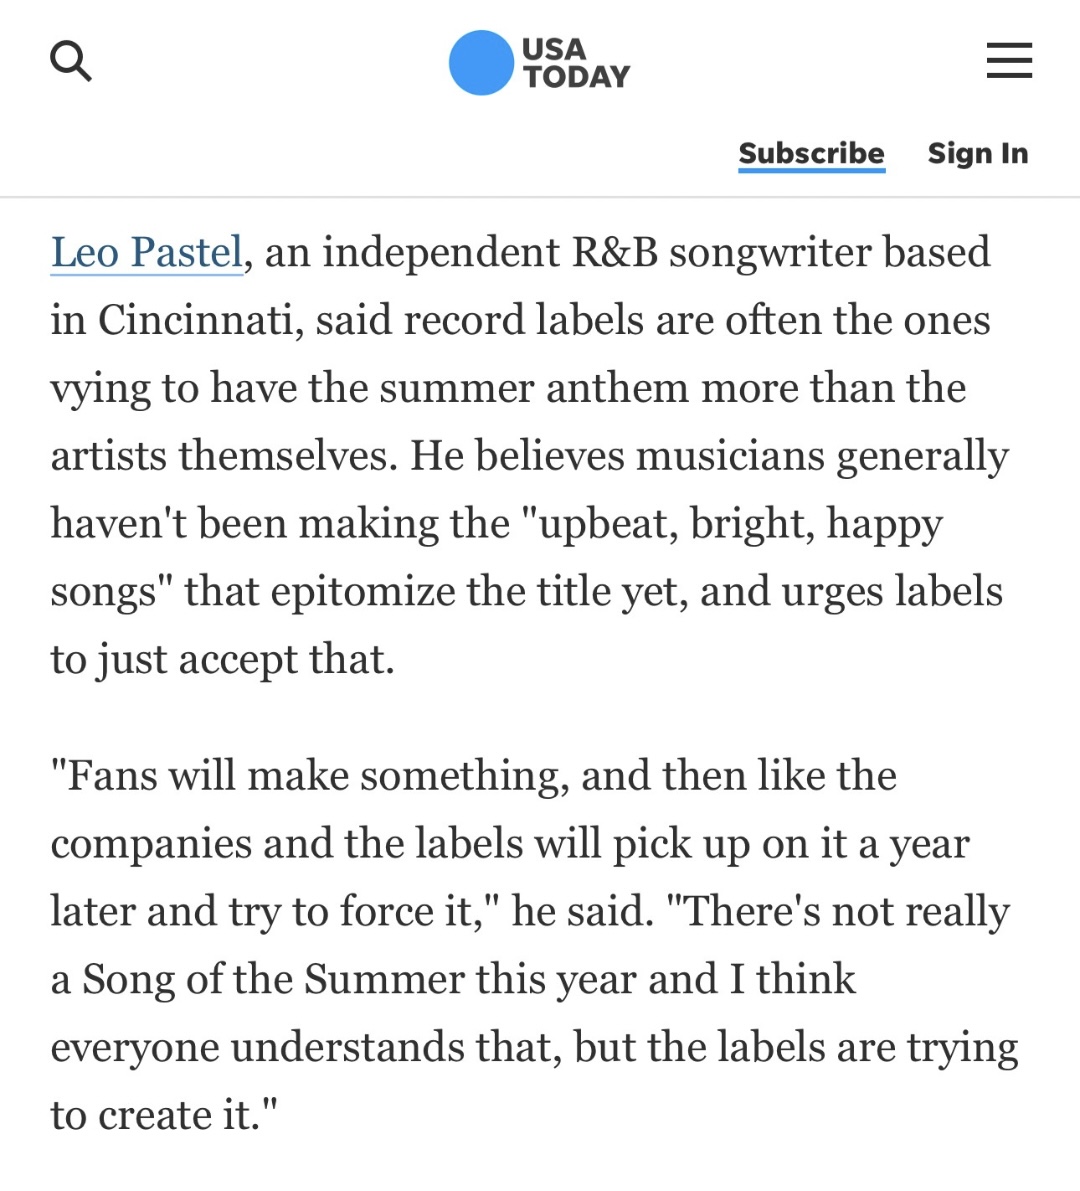 USA
TODAY
Subscribe Sign In
Leo Pastel, an independent R&B songwriter based
in Cincinnati, said record labels are often the ones
vying to have the summer anthem more than the
artists themselves. He believes musicians generally
haven't been making the "upbeat, bright, happy
songs" that epitomize the title yet, and urges labels
to just accept that.
"Fans will make something, and then like the
companies and the labels will pick up on it a year
later and try to force it," he said. "There's not really
a Song of the Summer this year and I think
everyone understands that, but the labels are trying
to create it."